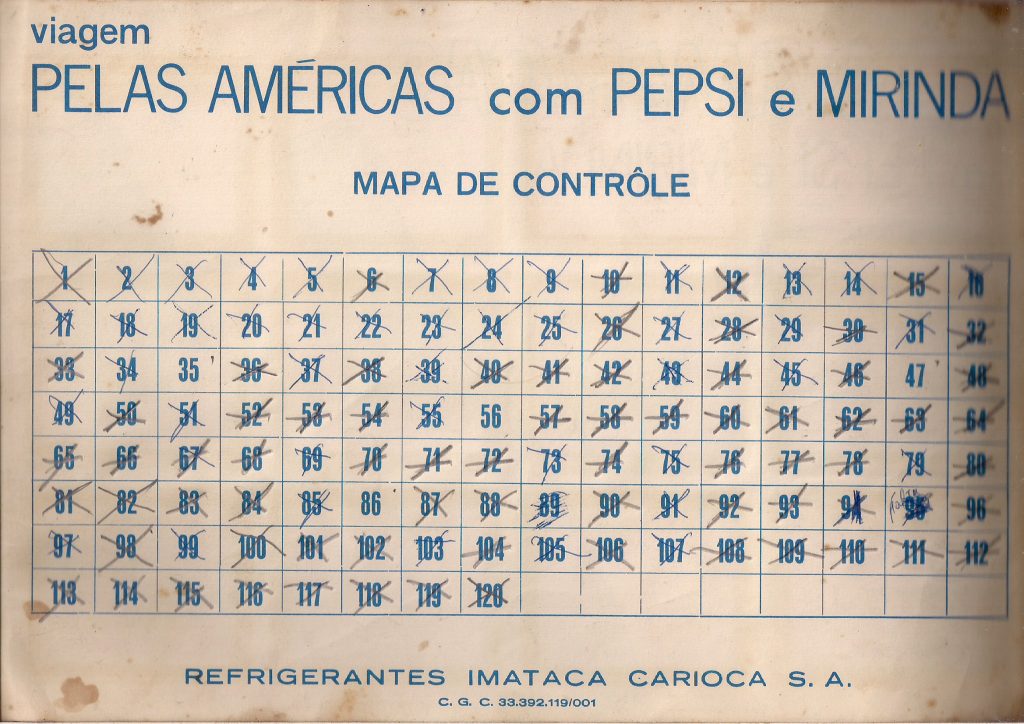 viagem
PELAS AMÉRICAS com PEPSI e MIRINDA
MAPA DE CONTRÔLE
1 2 3 4 5 6 7 8 9 10 11 12 13 14 15 16
17 18 19 20 21 22 23 24 25 26 27 28 29 30 31 32
33 34 35 36 37 38 39 40 41 42 43 44 45 46 47 48
49 50 51 52 53 54 55 56 57 58 59 60 61 62 63 64
65 66 67 68 69 70 71 72 73 74 75 76 77 78 79 80
81 82 83 84 85 86 87 88 89 90 91 92 93 94 95 96
97 98 99 100 101 102 103 104 105 106 107 108 109 110 111 112
113 114 115 116 117 118 119 120
REFRIGERANTES IMATACA CARIOCA S. A.
C. G. C. 33.392.119/001